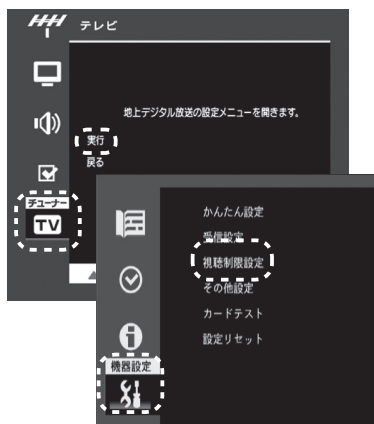 テレビ
地上デジタル放送の設定メニューを開きます。
実行
戻る
チューナー
TV
かんたん設定
受信設定
視聴制限設定
その他設定
カードテスト
設定リセット
機器設定